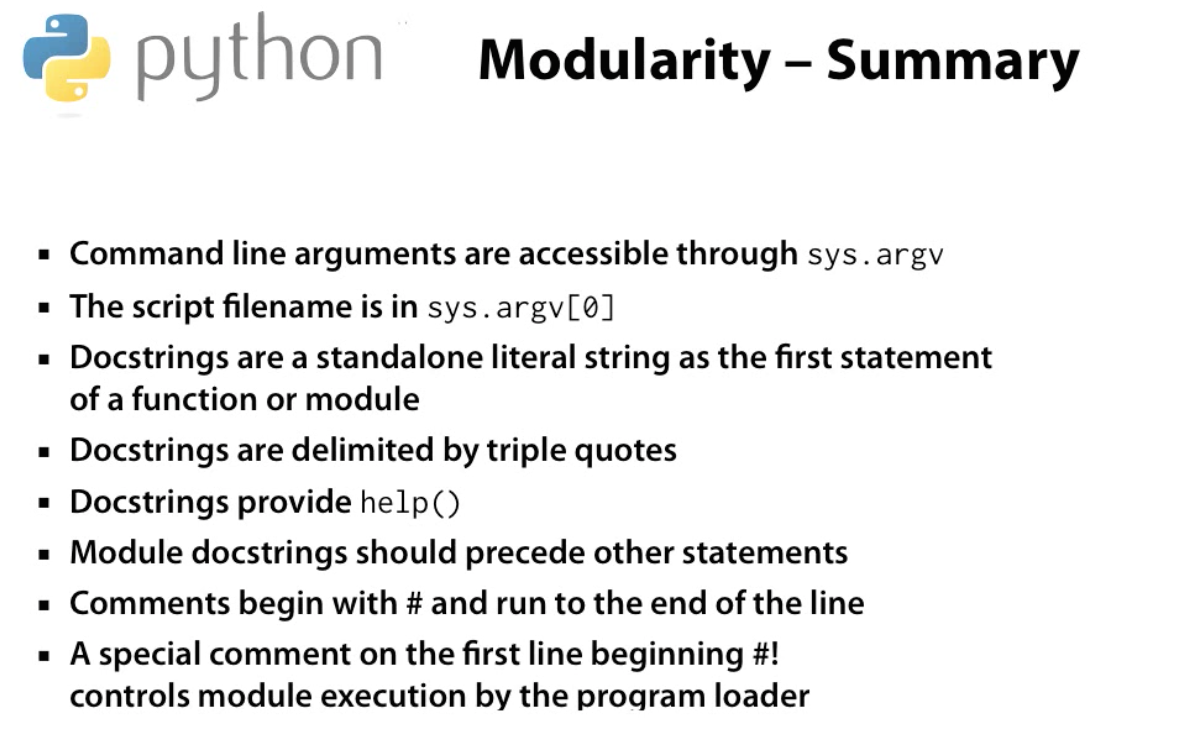 python
Modularity – Summary
▪ Command line arguments are accessible through sys.argv
▪ The script filename is in sys.argv[0]
▪ Docstrings are a standalone literal string as the first statement
of a function or module
▪ Docstrings are delimited by triple quotes
▪ Docstrings provide help()
▪ Module docstrings should precede other statements
▪ Comments begin with # and run to the end of the line
▪ A special comment on the first line beginning #!
controls module execution by the program loader